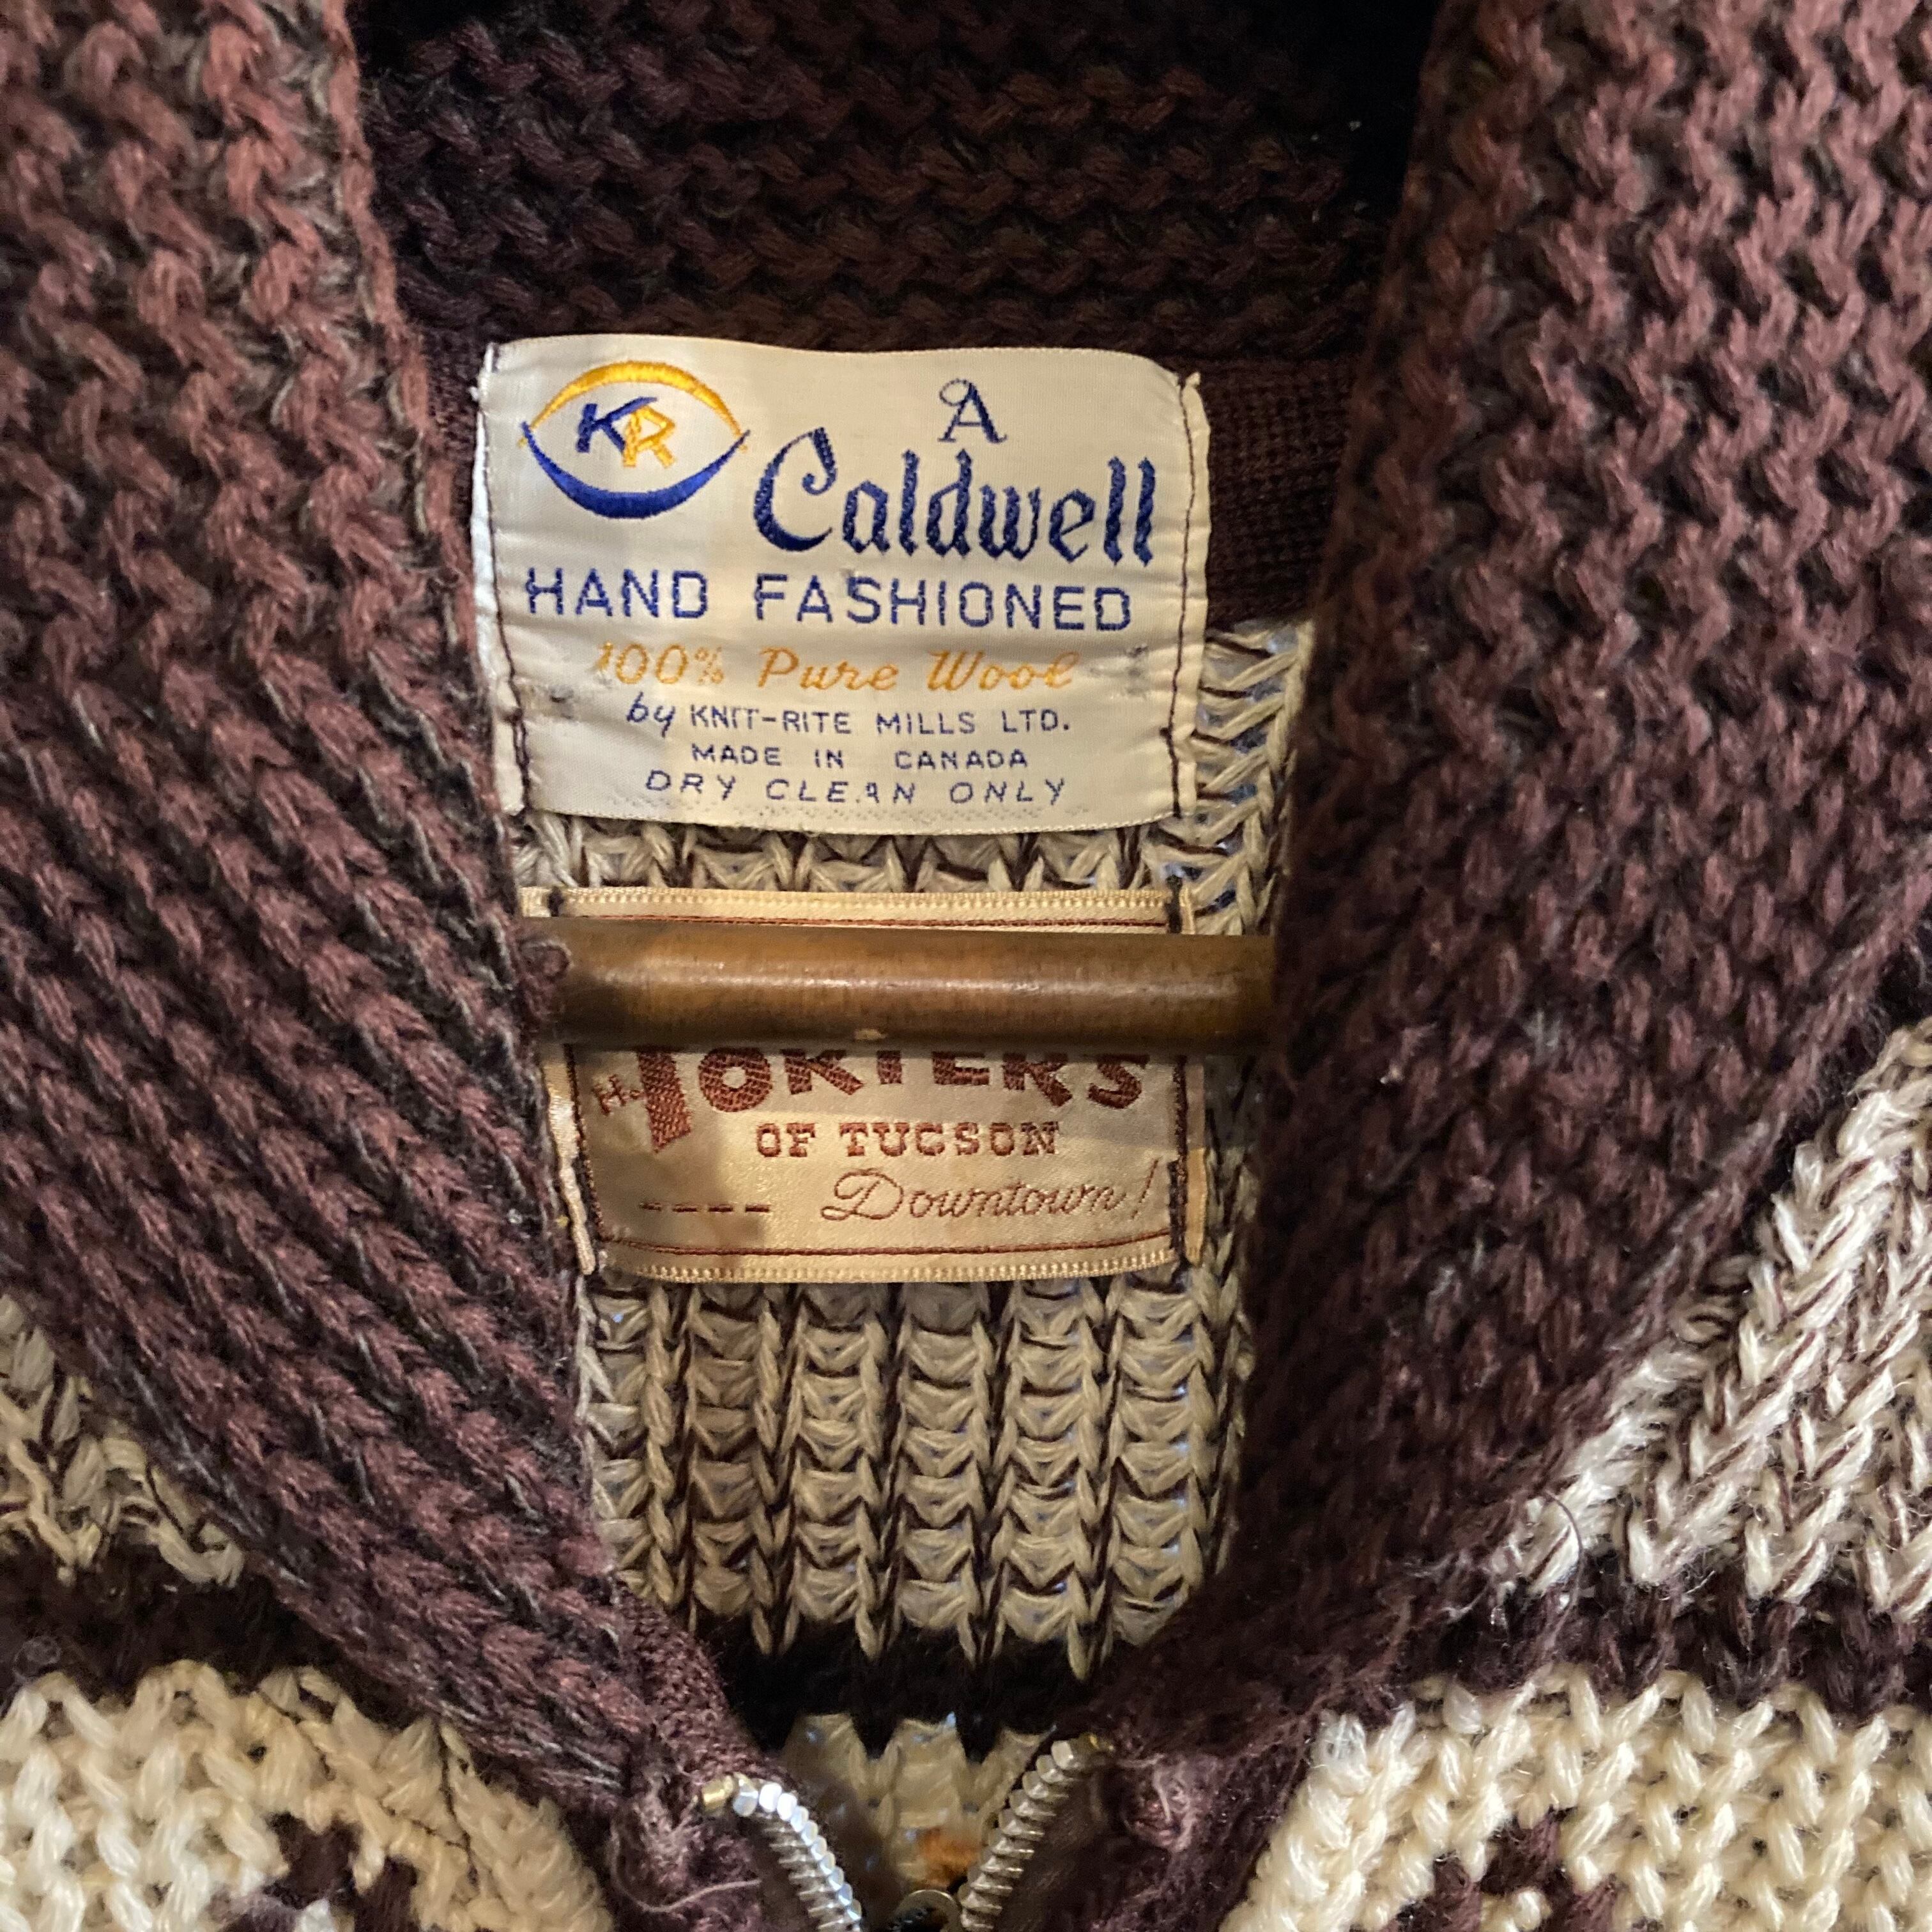 KR
A
Caldwell
HAND FASHIONED
100% Pure Wool
by KNIT-RITE MILLS LTD.
MADE IN CANADA
DRY CLEAN ONLY
PORTER'S
OF TUCSON
---- Downtown!